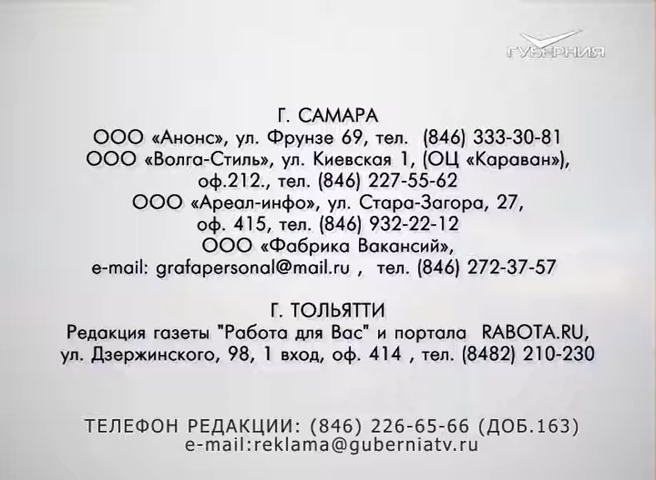 ГУБЕРНИЯ
Г. САМАРА
ООО «Анонс», ул. Фрунзе 69, тел. (846) 333-30-81
ООО «Волга-Стиль», ул. Киевская 1, (ОЦ «Караван»),
оф.212., тел. (846) 227-55-62
ООО «Ареал-инфо», ул. Стара-Загора, 27,
оф. 415, тел. (846) 932-22-12
ООО «Фабрика Вакансий»,
e-mail: grafapersonal@mail.ru , тел. (846) 272-37-57
Г. ТОЛЬЯТТИ
Редакция газеты "Работа для Вас" и портала RABOTA.RU,
ул. Дзержинского, 98, 1 вход, оф. 414 , тел. (8482) 210-230
ТЕЛЕФОН РЕДАКЦИИ: (846) 226-65-66 (ДОБ.163)
e-mail:reklama@guberniatv.ru